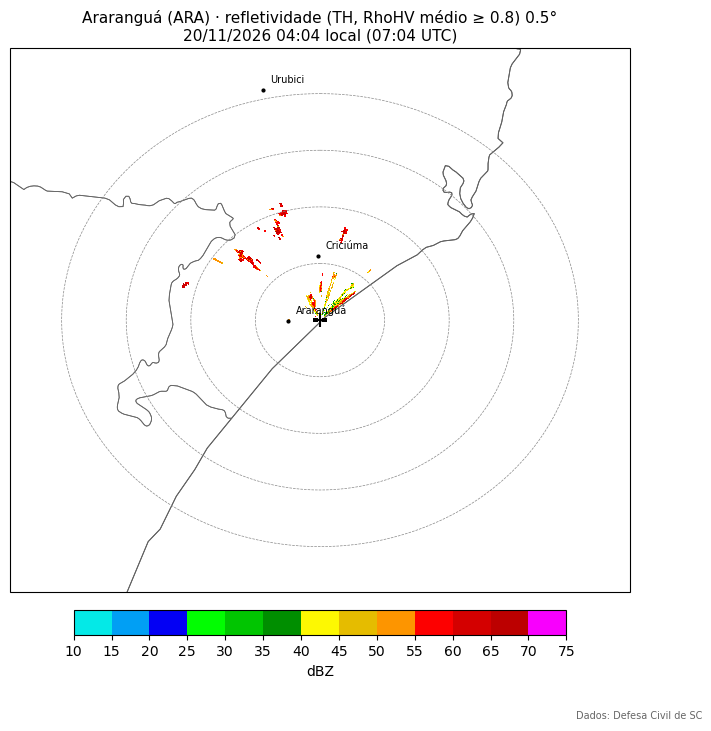 Araranguá (ARA) · refletividade (TH, RhoHV médio ≥ 0.8) 0.5°
20/11/2026 04:04 local (07:04 UTC)
Urubici
Criciúma
Araranguá
10 15 20 25 30 35 40 45 50 55 60 65 70 75
dBZ
Dados: Defesa Civil de SC